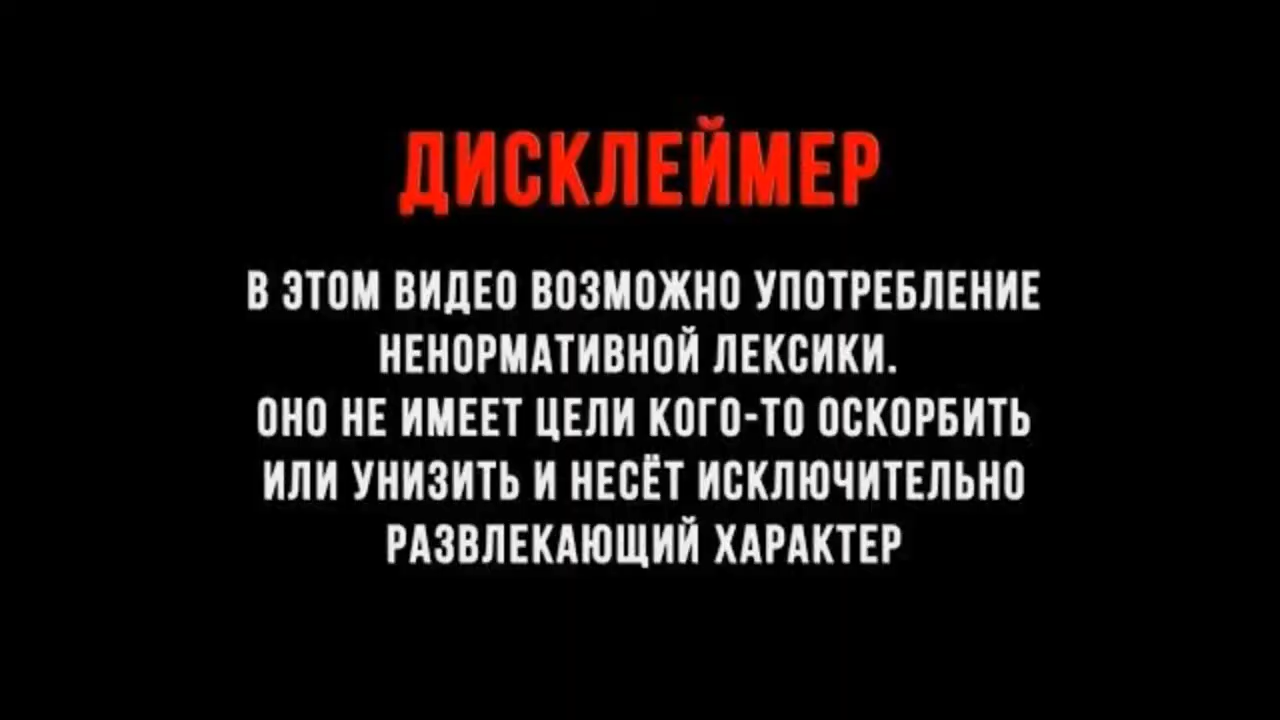 ДИСКЛЕЙМЕР
В ЭТОМ ВИДЕО ВОЗМОЖНО УПОТРЕБЛЕНИЕ
НЕНОРМАТИВНОЙ ЛЕКСИКИ.
ОНО НЕ ИМЕЕТ ЦЕЛИ КОГО-ТО ОСКОРБИТЬ
ИЛИ УНИЗИТЬ И НЕСЁТ ИСКЛЮЧИТЕЛЬНО
РАЗВЛЕКАЮЩИЙ ХАРАКТЕР